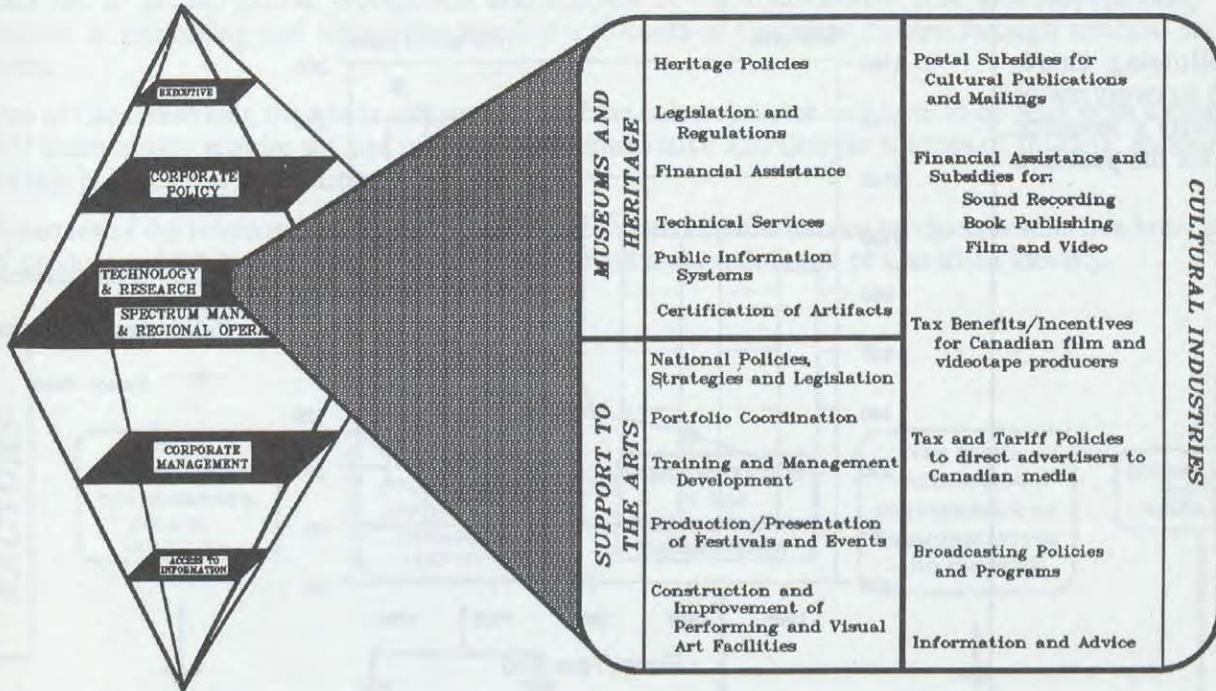 EXECUTIVE
CORPORATE
POLICY
TECHNOLOGY
& RESEARCH
SPECTRUM MANA
& REGIONAL OPERA
CORPORATE
MANAGEMENT
ACCESS TO
INFORMATION
MUSEUMS AND
HERITAGE
Heritage Policies
Legislation and
Regulations
Financial Assistance
Technical Services
Public Information
Systems
Certification of Artifacts
SUPPORT TO
THE ARTS
National Policies,
Strategies and Legislation
Portfolio Coordination
Training and Management
Development
Production/Presentation
of Festivals and Events
Construction and
Improvement of
Performing and Visual
Art Facilities
Postal Subsidies for
Cultural Publications
and Mailings
Financial Assistance and
Subsidies for:
Sound Recording
Book Publishing
Film and Video
Tax Benefits/Incentives
for Canadian film and
videotape producers
Tax and Tariff Policies
to direct advertisers to
Canadian media
Broadcasting Policies
and Programs
Information and Advice
CULTURAL INDUSTRIES